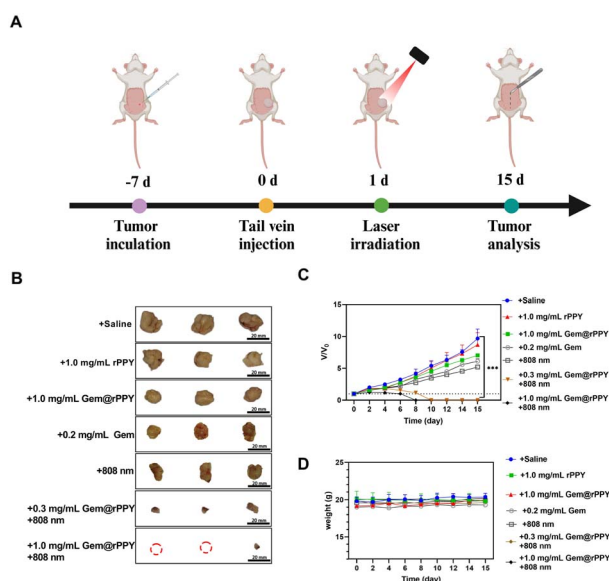 A
-7 d
0 d
1 d
15 d
Tumor
inculation
Tail vein
injection
Laser
irradiation
Tumor
analysis
B
+Saline
20 mm
+1.0 mg/mL rPPY
20 mm
+1.0 mg/mL Gem@rPPY
20 mm
+0.2 mg/mL Gem
20 mm
+808 nm
20 mm
+0.3 mg/mL Gem@rPPY
+808 nm
20 mm
+1.0 mg/mL Gem@rPPY
+808 nm
20 mm
C
V/V0
15
10
5
0
0 2 4 6 8 10 12 14 15
Time (day)
***
+Saline
+1.0 mg/mL rPPY
+1.0 mg/mL Gem@rPPY
+0.2 mg/mL Gem
+808 nm
+0.3 mg/mL Gem@rPPY
+808 nm
+1.0 mg/mL Gem@rPPY
+808 nm
D
weight (g)
25
20
15
0 2 4 6 8 10 12 14 15
Time (day)
+Saline
+1.0 mg/mL rPPY
+1.0 mg/mL Gem@rPPY
+0.2 mg/mL Gem
+808 nm
+0.3 mg/mL Gem@rPPY
+808 nm
+1.0 mg/mL Gem@rPPY
+808 nm